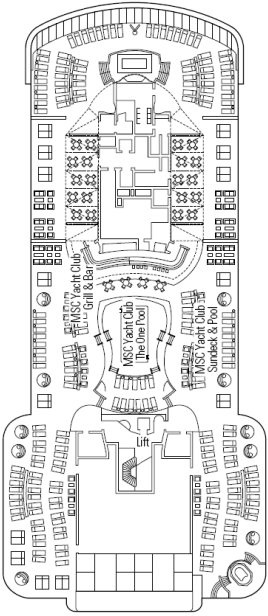 MSC Yacht Club
Grill & Bar
MSC Yacht Club
The One Pool
MSC Yacht Club
Sundeck & Pool
Lift